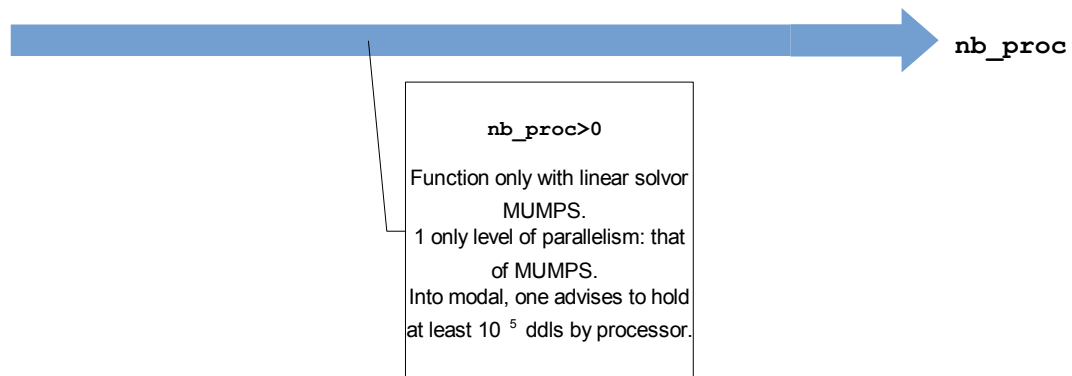 nb_proc
nb_proc>0
Function only with linear solvor
MUMPS.
1 only level of parallelism: that
of MUMPS.
Into modal, one advises to hold
at least 10 ⁵ ddls by processor.